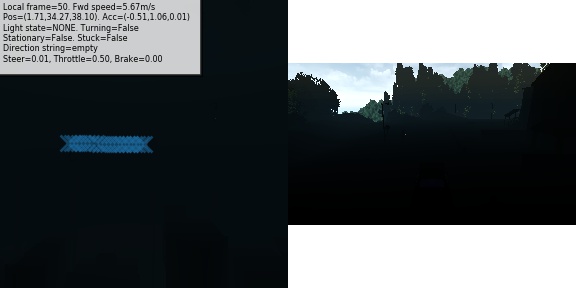 Local frame=50. Fwd speed=5.67m/s
Pos=(1.71,34.27,38.10). Acc=(-0.51,1.06,0.01)
Light state=NONE. Turning=False
Stationary=False. Stuck=False
Direction string=empty
Steer=0.01, Throttle=0.50, Brake=0.00